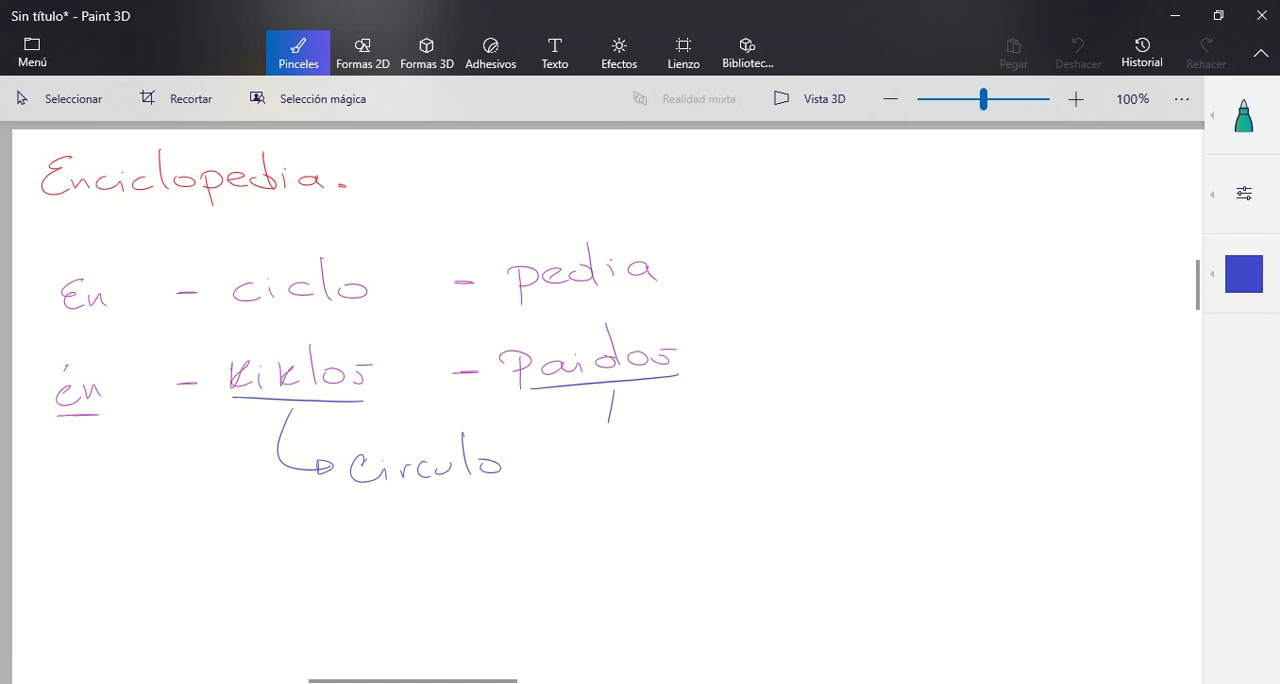 Sin título* - Paint 3D
Menú
Pinceles Formas 2D Formas 3D Adhesivos Texto Efectos Lienzo Bibliotec... Pegar Deshacer Historial Rehacer
Seleccionar Recortar Selección mágica Realidad mixta Vista 3D 100%
Enciclopedia.
En - ciclo - pedia
én - Kiklos - Paidos
circulo